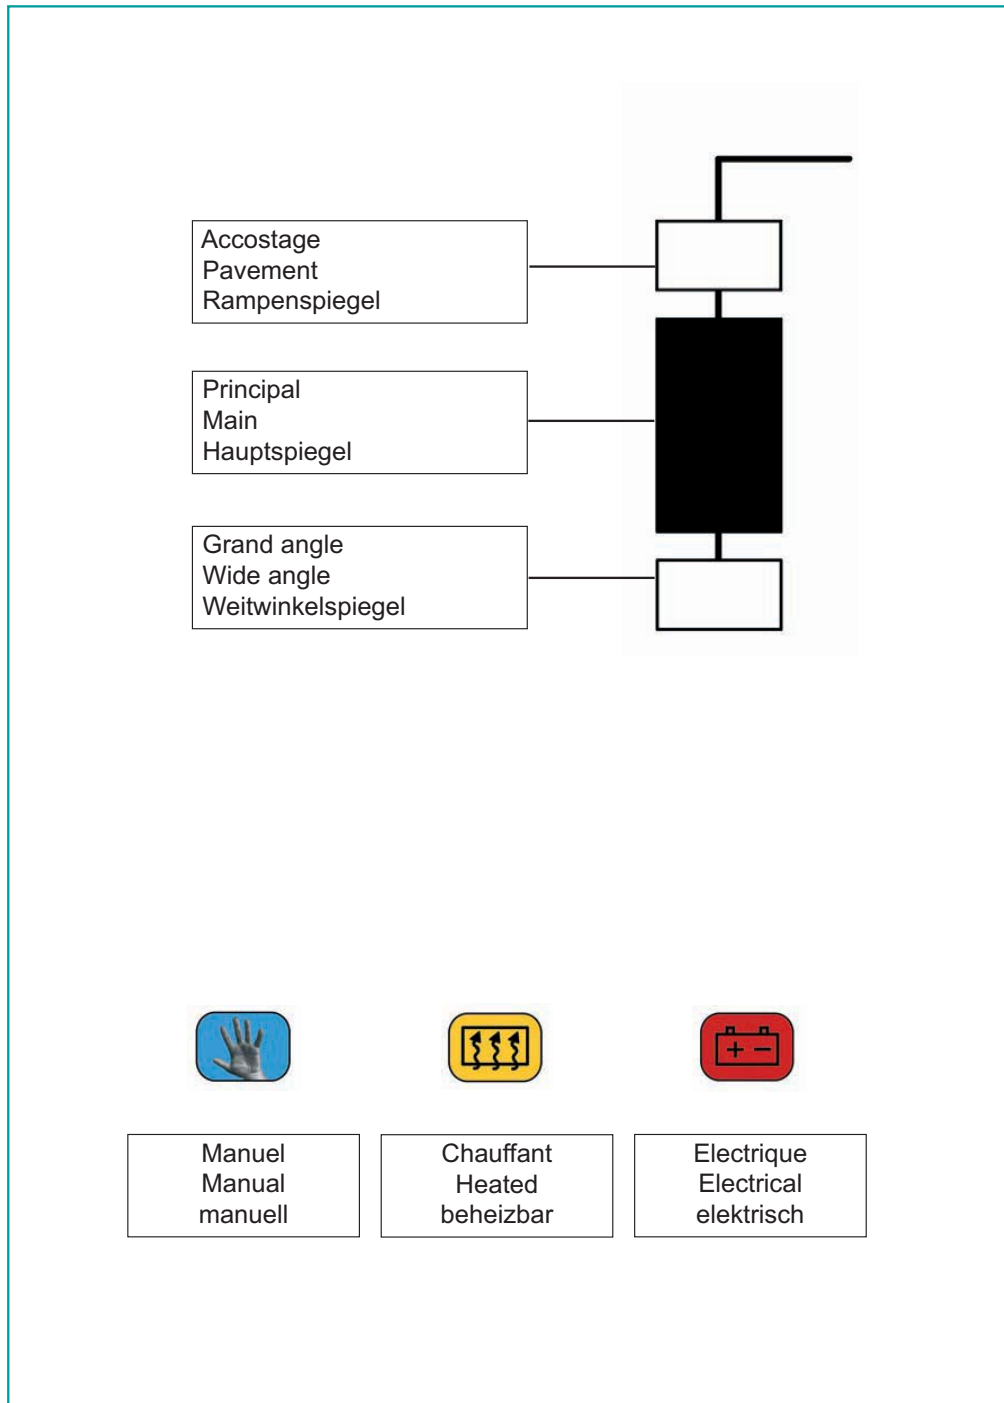 Accostage
Pavement
Rampenspiegel
Principal
Main
Hauptspiegel
Grand angle
Wide angle
Weitwinkelspiegel
Manuel
Manual
manuell
Chauffant
Heated
beheizbar
Electrique
Electrical
elektrisch